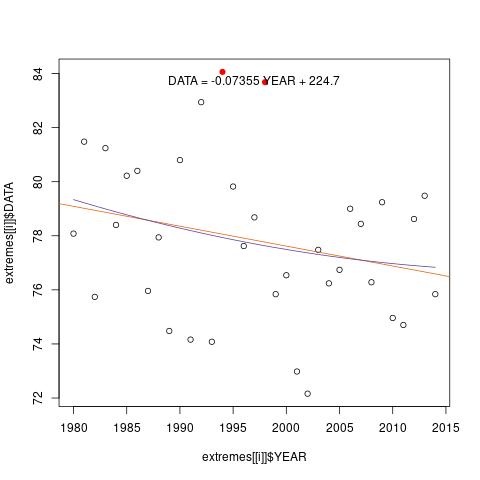 DATA = -0.07355 YEAR + 224.7
84
82
80
78
76
74
72
extremes[[i]]$DATA
1980 1985 1990 1995 2000 2005 2010 2015
extremes[[i]]$YEAR